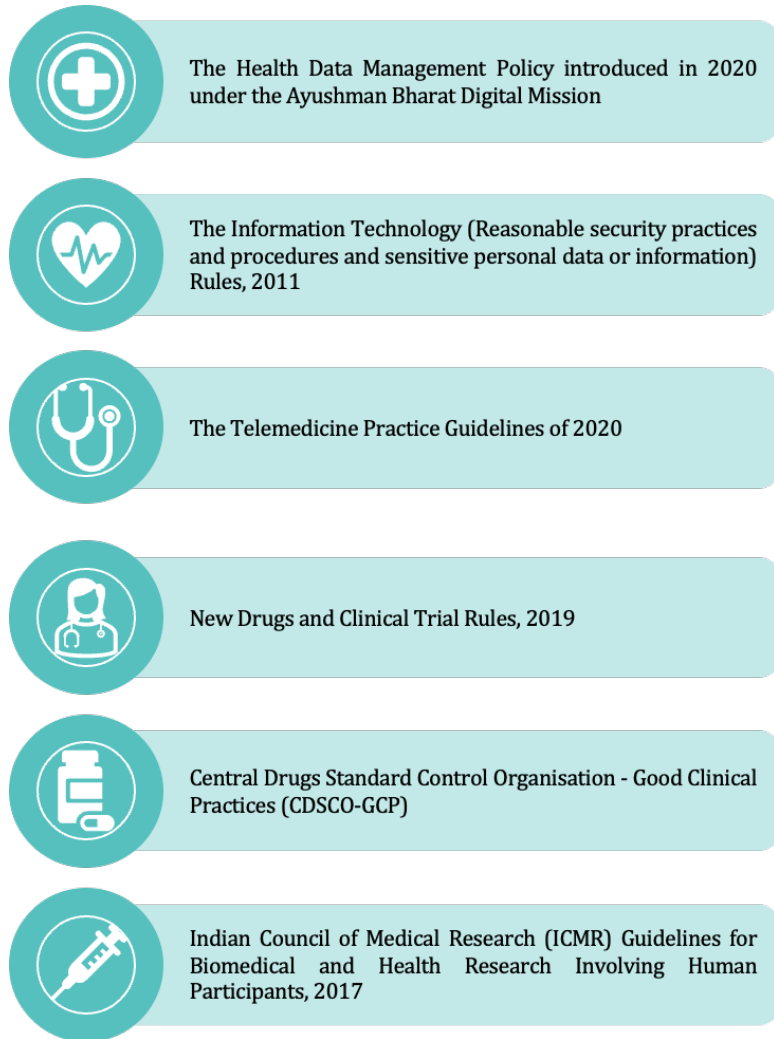 The Health Data Management Policy introduced in 2020
under the Ayushman Bharat Digital Mission
The Information Technology (Reasonable security practices
and procedures and sensitive personal data or information)
Rules, 2011
The Telemedicine Practice Guidelines of 2020
New Drugs and Clinical Trial Rules, 2019
Central Drugs Standard Control Organisation - Good Clinical
Practices (CDSCO-GCP)
Indian Council of Medical Research (ICMR) Guidelines for
Biomedical and Health Research Involving Human
Participants, 2017